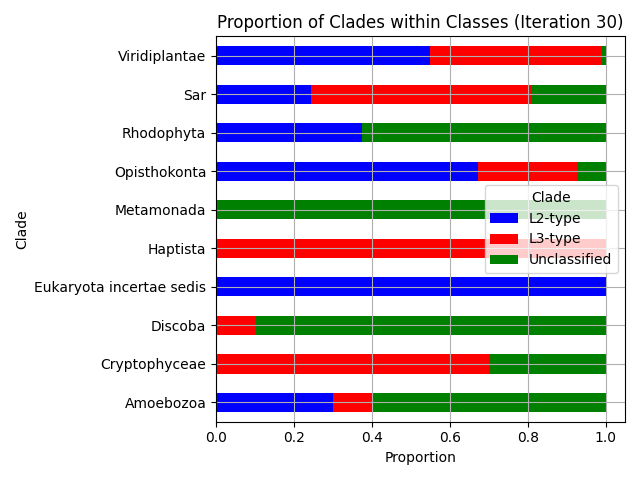 Proportion of Clades within Classes (Iteration 30)
Clade
Viridiplantae
Sar
Rhodophyta
Opisthokonta
Metamonada
Haptista
Eukaryota incertae sedis
Discoba
Cryptophyceae
Amoebozoa
Clade
L2-type
L3-type
Unclassified
0.0 0.2 0.4 0.6 0.8 1.0
Proportion